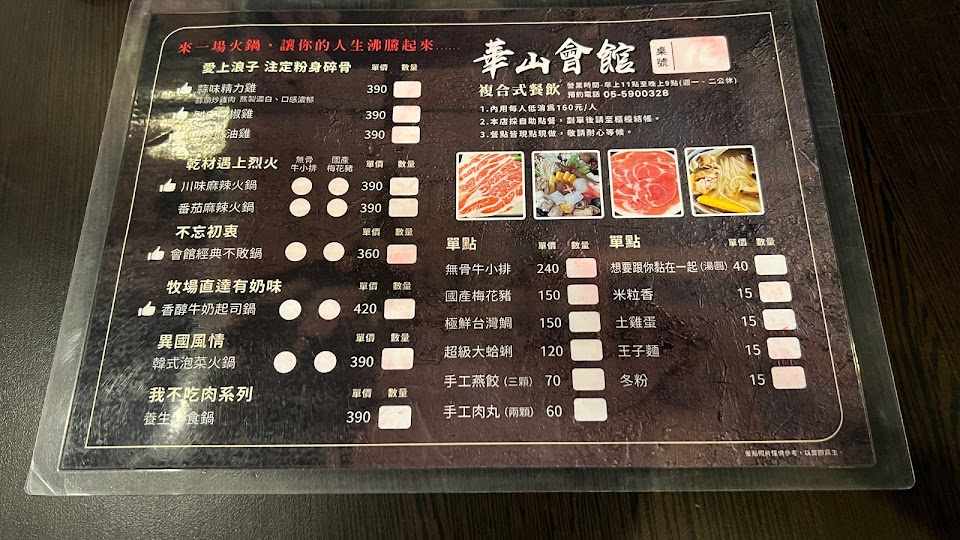 來一場火鍋，讓你的人生沸騰起來......
愛上浪子 注定粉身碎骨 單價 數量
蒜味精力雞 390
390
油雞 390
乾材遇上烈火 無骨牛小排 國產梅花豬 單價 數量
川味麻辣火鍋 390
番茄麻辣火鍋 390
不忘初衷 單價 數量
會館經典不敗鍋 360
牧場直達有奶味 單價 數量
香醇牛奶起司鍋 420
異國風情 單價 數量
韓式泡菜火鍋 390
我不吃肉系列 單價 數量
養生 食鍋 390
華山會館 桌號
複合式餐飲
營業時間-早上11點至晚上9點(週一、二公休)
預約電話 05-5900328
1.內用每人低消為160元/人
2.本店採自助點餐，劃單後請至櫃檯結帳。
3.餐點皆現點現做，敬請耐心等候。
單點 單價 數量
無骨牛小排 240
國產梅花豬 150
極鮮台灣鯛 150
超級大蛤蜊 120
手工燕餃 (三顆) 70
手工肉丸 (兩顆) 60
單點 單價 數量
想要跟你黏在一起(湯圓) 40
米粒香 15
土雞蛋 15
王子麵 15
冬粉 15
餐點照片僅供參考，以實際為主。